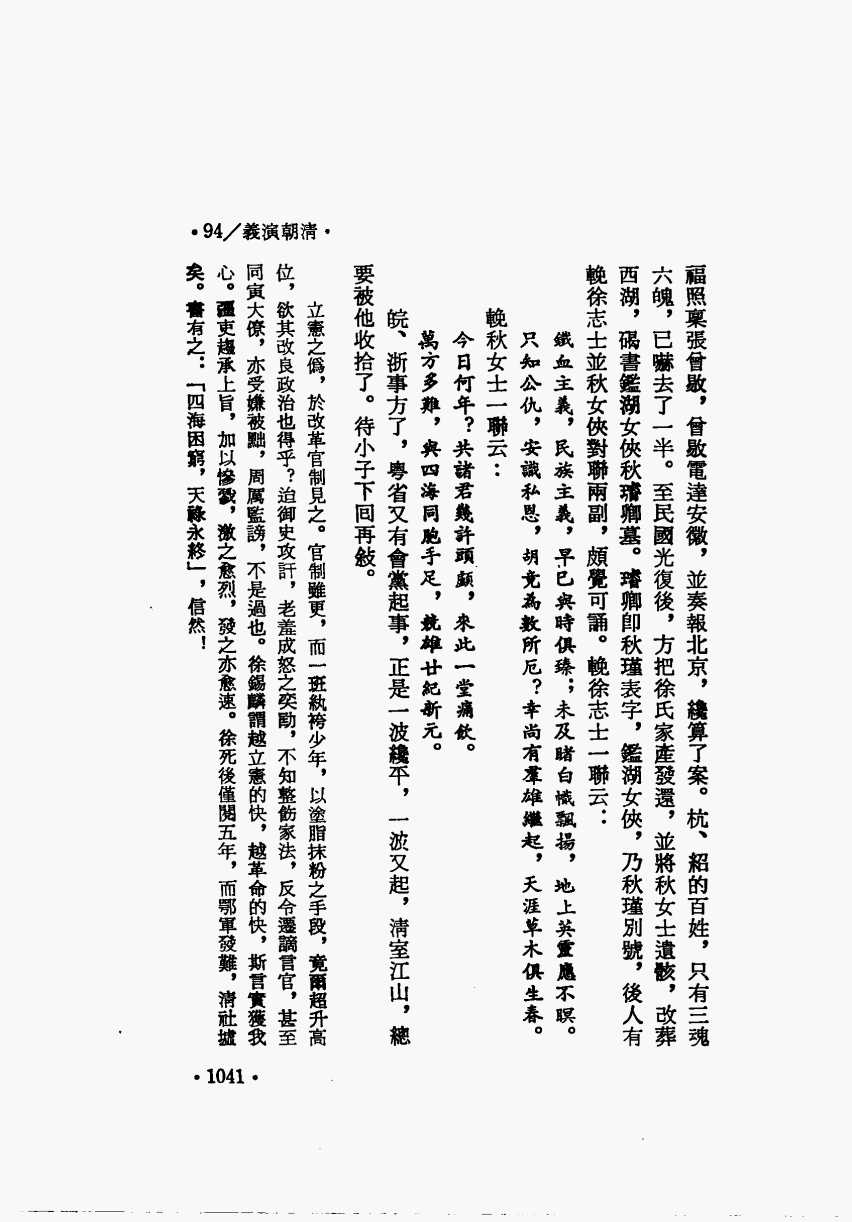 •94／義演朝清•
福照稟張曾敭，曾敭電達安徽，並奏報北京，纔算了案。杭、紹的百姓，只有三魂
六魄，已嚇去了一半。至民國光復後，方把徐氏家產發還，並將秋女士遺骸，改葬
西湖，碣書鑑湖女俠秋璿卿墓。璿卿卽秋瑾表字，鑑湖女俠，乃秋瑾別號，後人有
輓徐志士並秋女俠對聯兩副，頗覺可誦。輓徐志士一聯云：
鐵血主義，民族主義，早已與時俱臻；未及睹白幟飄揚，地上英靈應不暝。
只知公仇，安識私恩，胡竟為數所厄？幸尚有羣雄繼起，天涯草木俱生春。
輓秋女士一聯云：
今日何年？共諸君幾許頭顱，來此一堂痛飲。
萬方多難，與四海同胞手足，競雄廿紀新元。
皖、浙事方了，粵省又有會黨起事，正是一波纔平，一波又起，清室江山，總
要被他收拾了。待小子下回再敍。
立憲之僞，於改革官制見之。官制雖更，而一班紈袴少年，以塗脂抹粉之手段，竟爾超升高
位，欲其改良政治也得乎？迨御史攻訐，老羞成怒之奕劻，不知整飭家法，反令遷謫言官，甚至
同寅大僚，亦受嫌被黜，周厲監謗，不是過也。徐錫麟謂越立憲的快，越革命的快，斯言實獲我
心。疆吏趨承上旨，加以慘戮，激之愈烈，發之亦愈速。徐死後僅閱五年，而鄂軍發難，清社墟
矣。書有之：「四海困窮，天祿永終」，信然！
•1041•